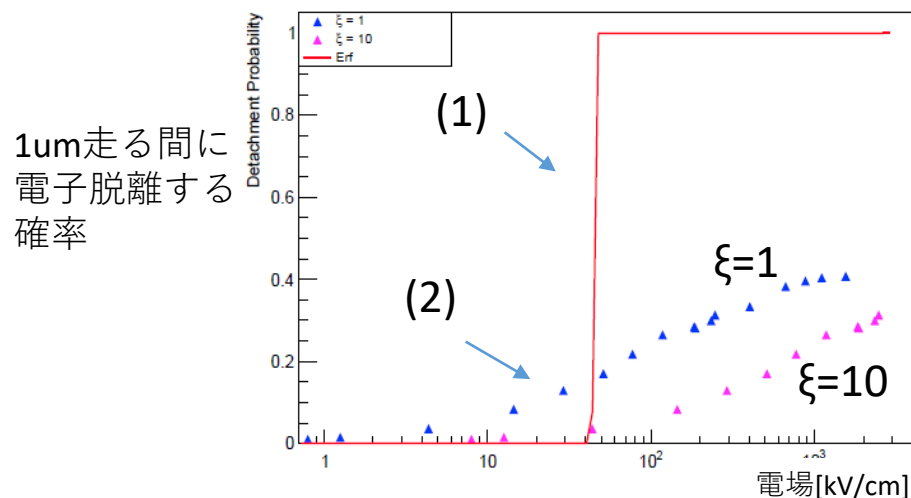 ξ = 1
ξ = 10
Erf
Detachment Probability
1
0.8
0.6
0.4
0.2
0
(1)
1um走る間に
電子脱離する
確率
(2)
ξ=1
ξ=10
1
10
10²
10³
電場[kV/cm]